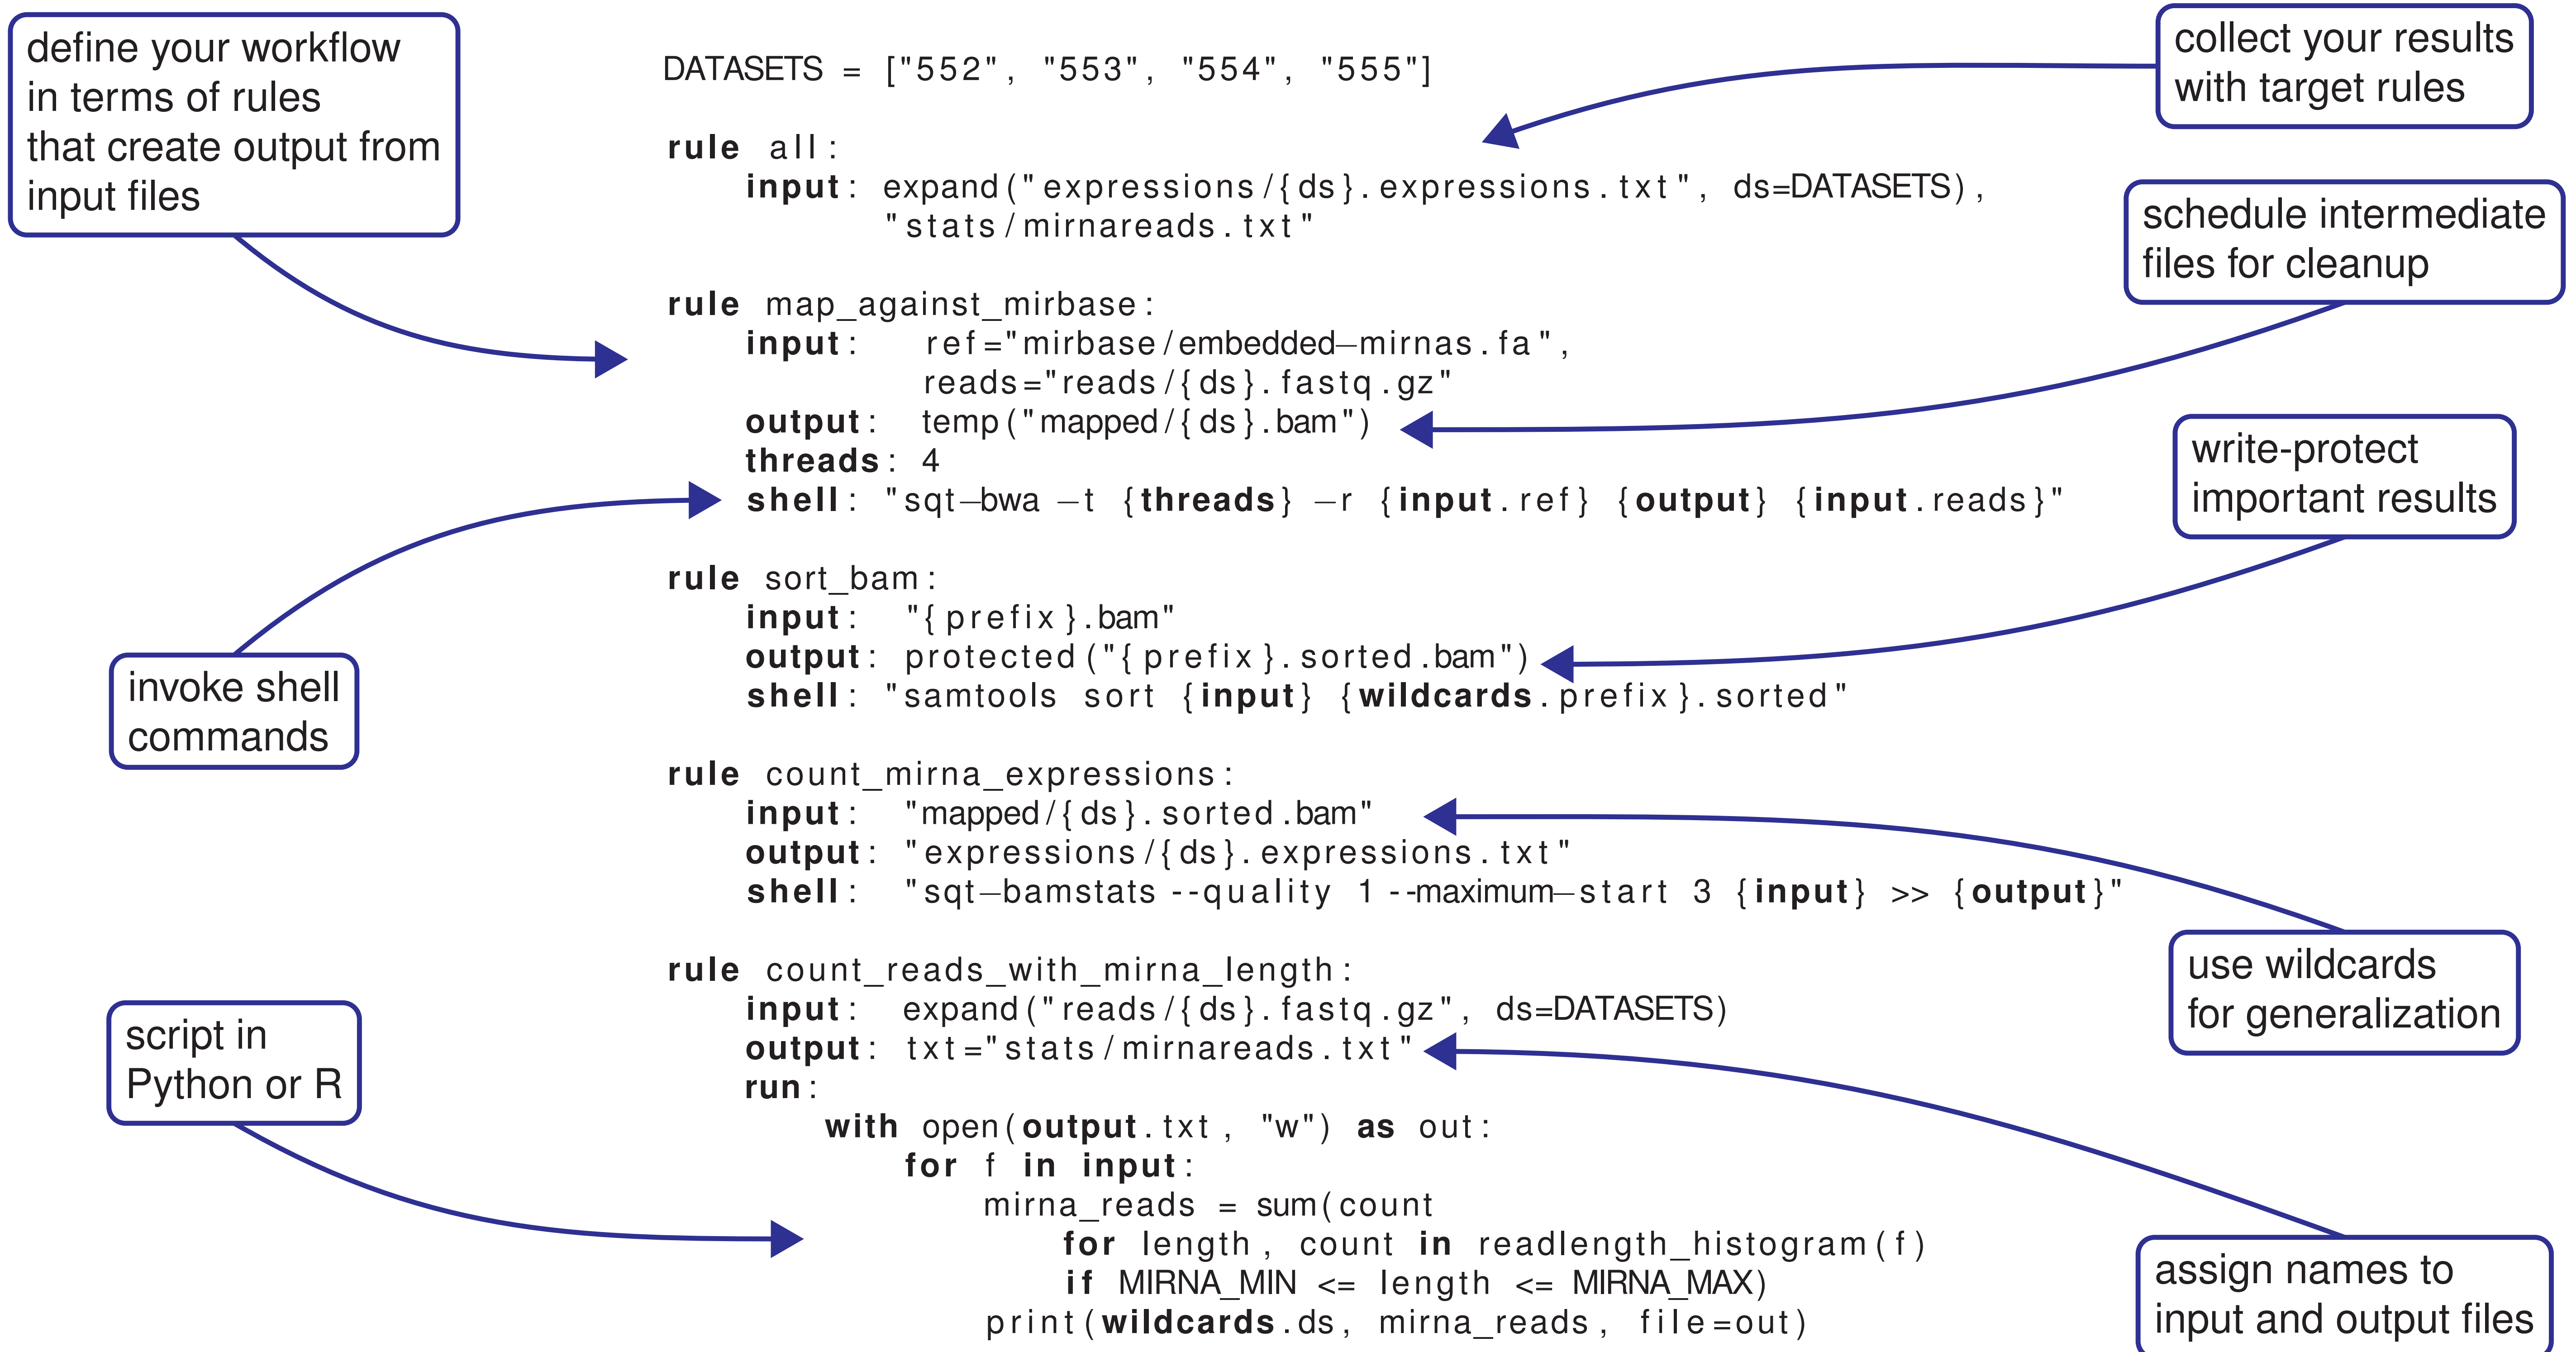 define your workflow
in terms of rules
that create output from
input files
invoke shell
commands
script in
Python or R
DATASETS = ["552", "553", "554", "555"]
rule all:
input: expand("expressions/{ds}.expressions.txt", ds=DATASETS),
"stats/mirnareads.txt"
rule map_against_mirbase:
input: ref="mirbase/embedded-mirnas.fa",
reads="reads/{ds}.fastq.gz"
output: temp("mapped/{ds}.bam")
threads: 4
shell: "sqt-bwa -t {threads} -r {input.ref} {output} {input.reads}"
rule sort_bam:
input: "{prefix}.bam"
output: protected("{prefix}.sorted.bam")
shell: "samtools sort {input} {wildcards.prefix}.sorted"
rule count_mirna_expressions:
input: "mapped/{ds}.sorted.bam"
output: "expressions/{ds}.expressions.txt"
shell: "sqt-bamstats --quality 1 --maximum-start 3 {input} >> {output}"
rule count_reads_with_mirna_length:
input: expand("reads/{ds}.fastq.gz", ds=DATASETS)
output: txt="stats/mirnareads.txt"
run:
with open(output.txt, "w") as out:
for f in input:
mirna_reads = sum(count
for length, count in readlength_histogram(f)
if MIRNA_MIN <= length <= MIRNA_MAX)
print(wildcards.ds, mirna_reads, file=out)
collect your results
with target rules
schedule intermediate
files for cleanup
write-protect
important results
use wildcards
for generalization
assign names to
input and output files